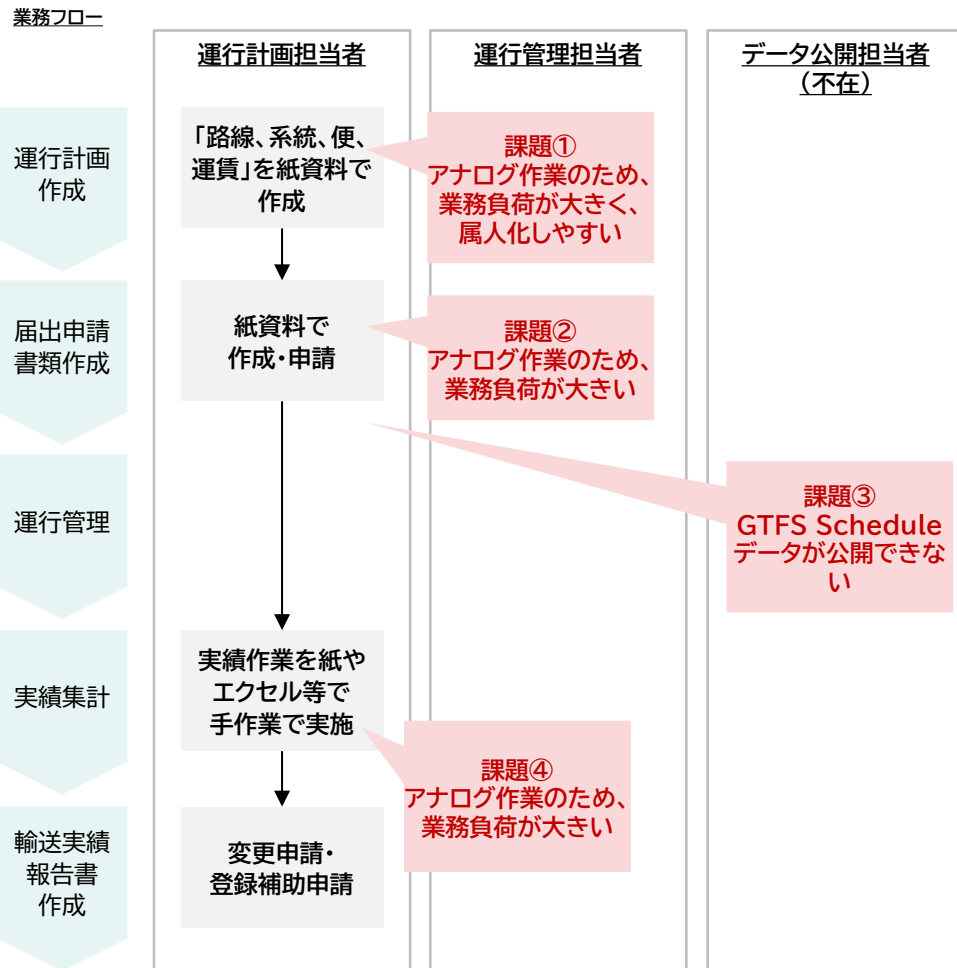 業務フロー
運行計画担当者
運行管理担当者
データ公開担当者
(不在)
運行計画
作成
「路線、系統、便、
運賃」を紙資料で
作成
課題①
アナログ作業のため、
業務負荷が大きく、
属人化しやすい
届出申請
書類作成
紙資料で
作成・申請
課題②
アナログ作業のため、
業務負荷が大きい
運行管理
課題③
GTFS Schedule
データが公開できな
い
実績集計
実績作業を紙や
エクセル等で
手作業で実施
課題④
アナログ作業のため、
業務負荷が大きい
輸送実績
報告書
作成
変更申請・
登録補助申請